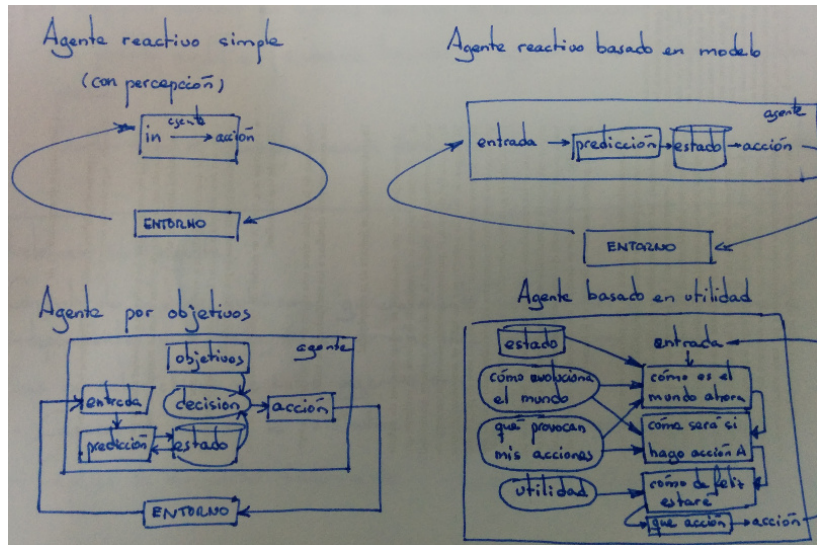 Agente reactivo simple
(con percepción)
agente
in → acción
ENTORNO
Agente reactivo basado en modelo
agente
entrada → predicción → estado → acción
ENTORNO
Agente por objetivos
agente
objetivos
entrada
decisión → acción
predicción
estado
ENTORNO
Agente basado en utilidad
estado
entrada
cómo evoluciona
el mundo
cómo es el
mundo ahora
qué provocan
mis acciones
cómo será si
hago acción A
utilidad
cómo de feliz
estaré
que acción → acción